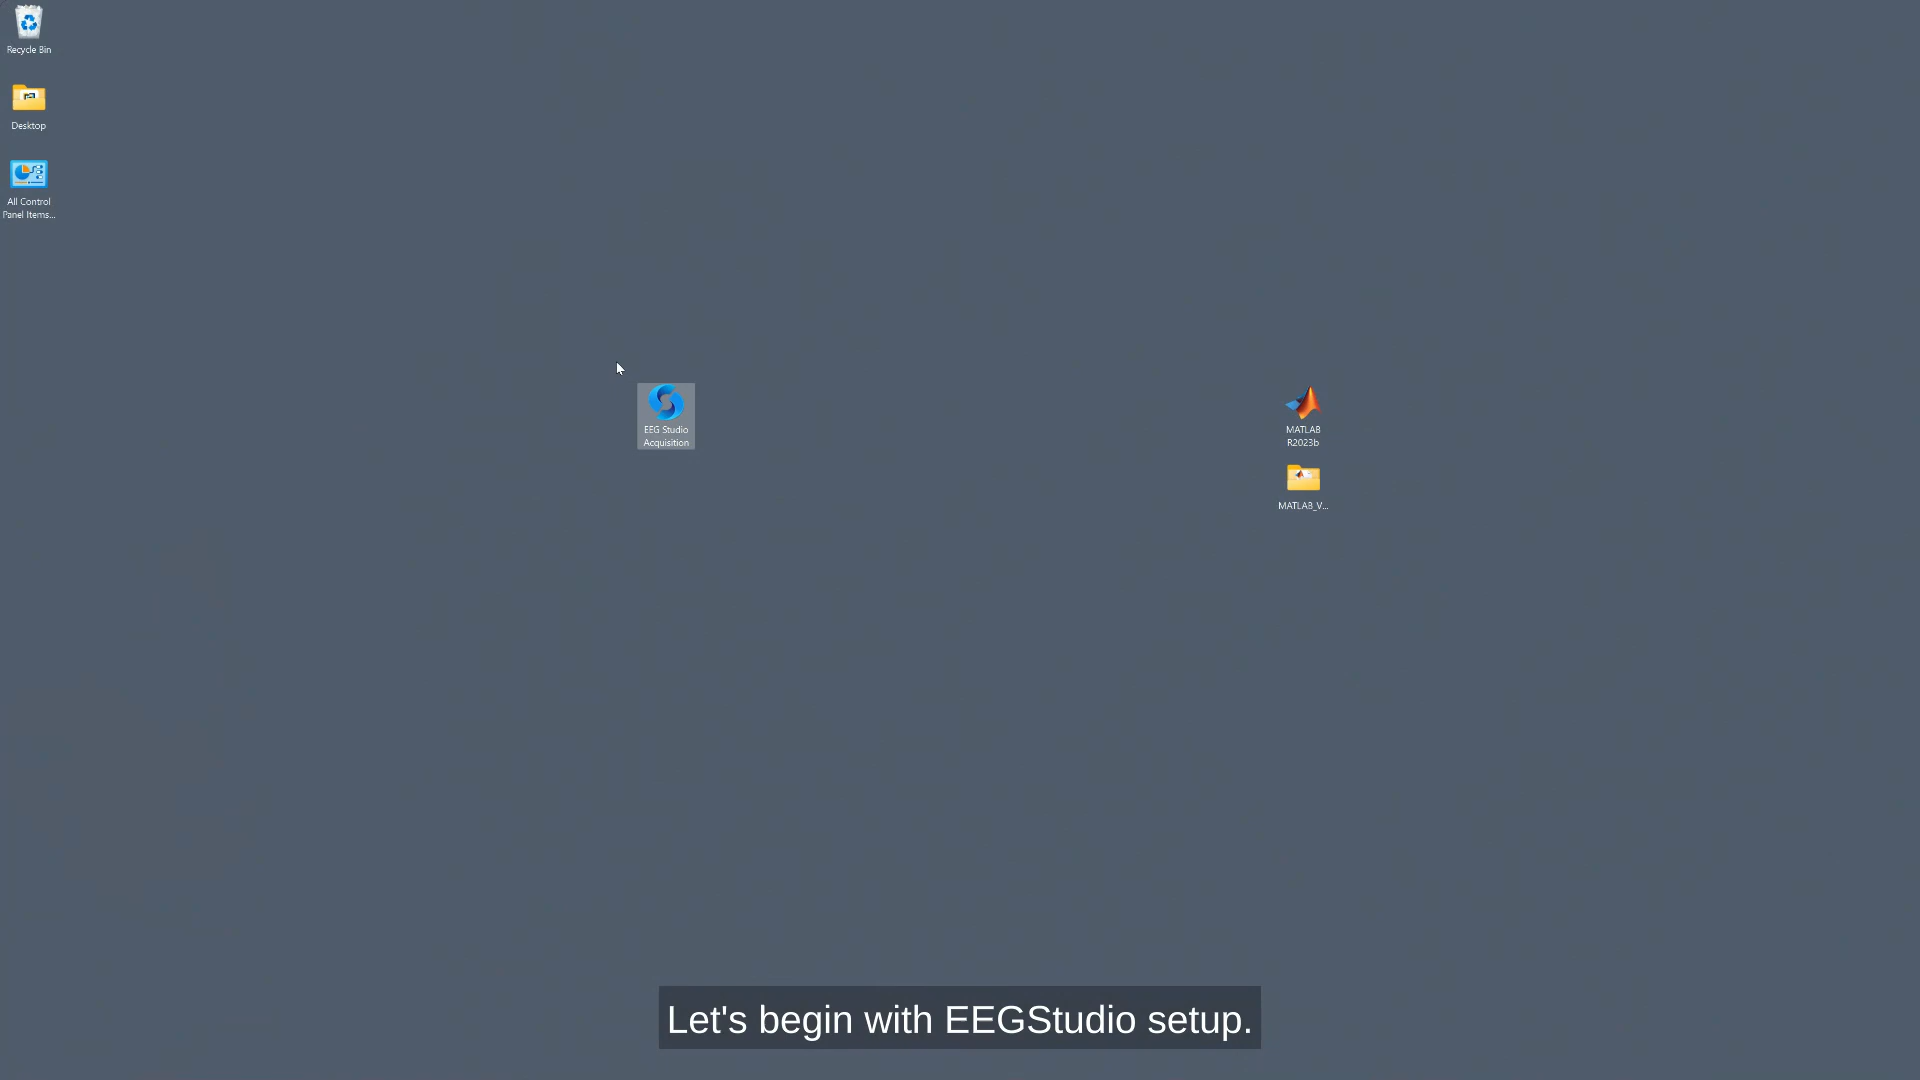 Recycle Bin
Desktop
All Control
Panel Items...
EEG Studio
Acquisition
MATLAB
R2023b
MATLAB_V...
Let's begin with EEGStudio setup.